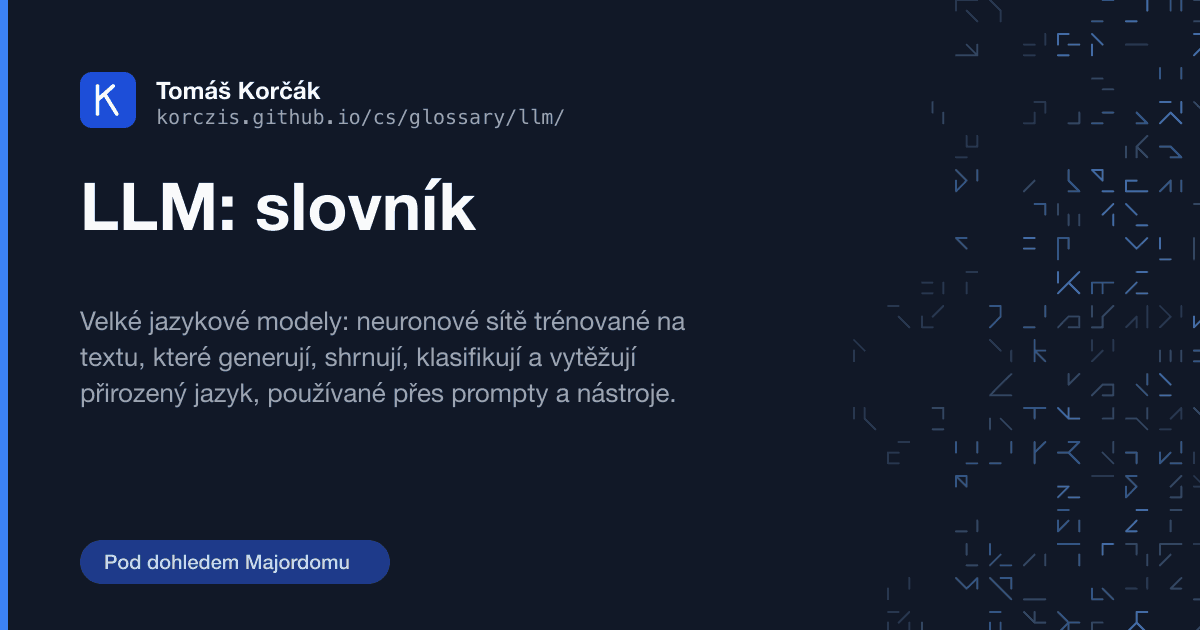 K
Tomáš Korčák
korczis.github.io/cs/glossary/llm/
LLM: slovník
Velké jazykové modely: neuronové sítě trénované na
textu, které generují, shrnují, klasifikují a vytěžují
přirozený jazyk, používané přes prompty a nástroje.
Pod dohledem Majordomu